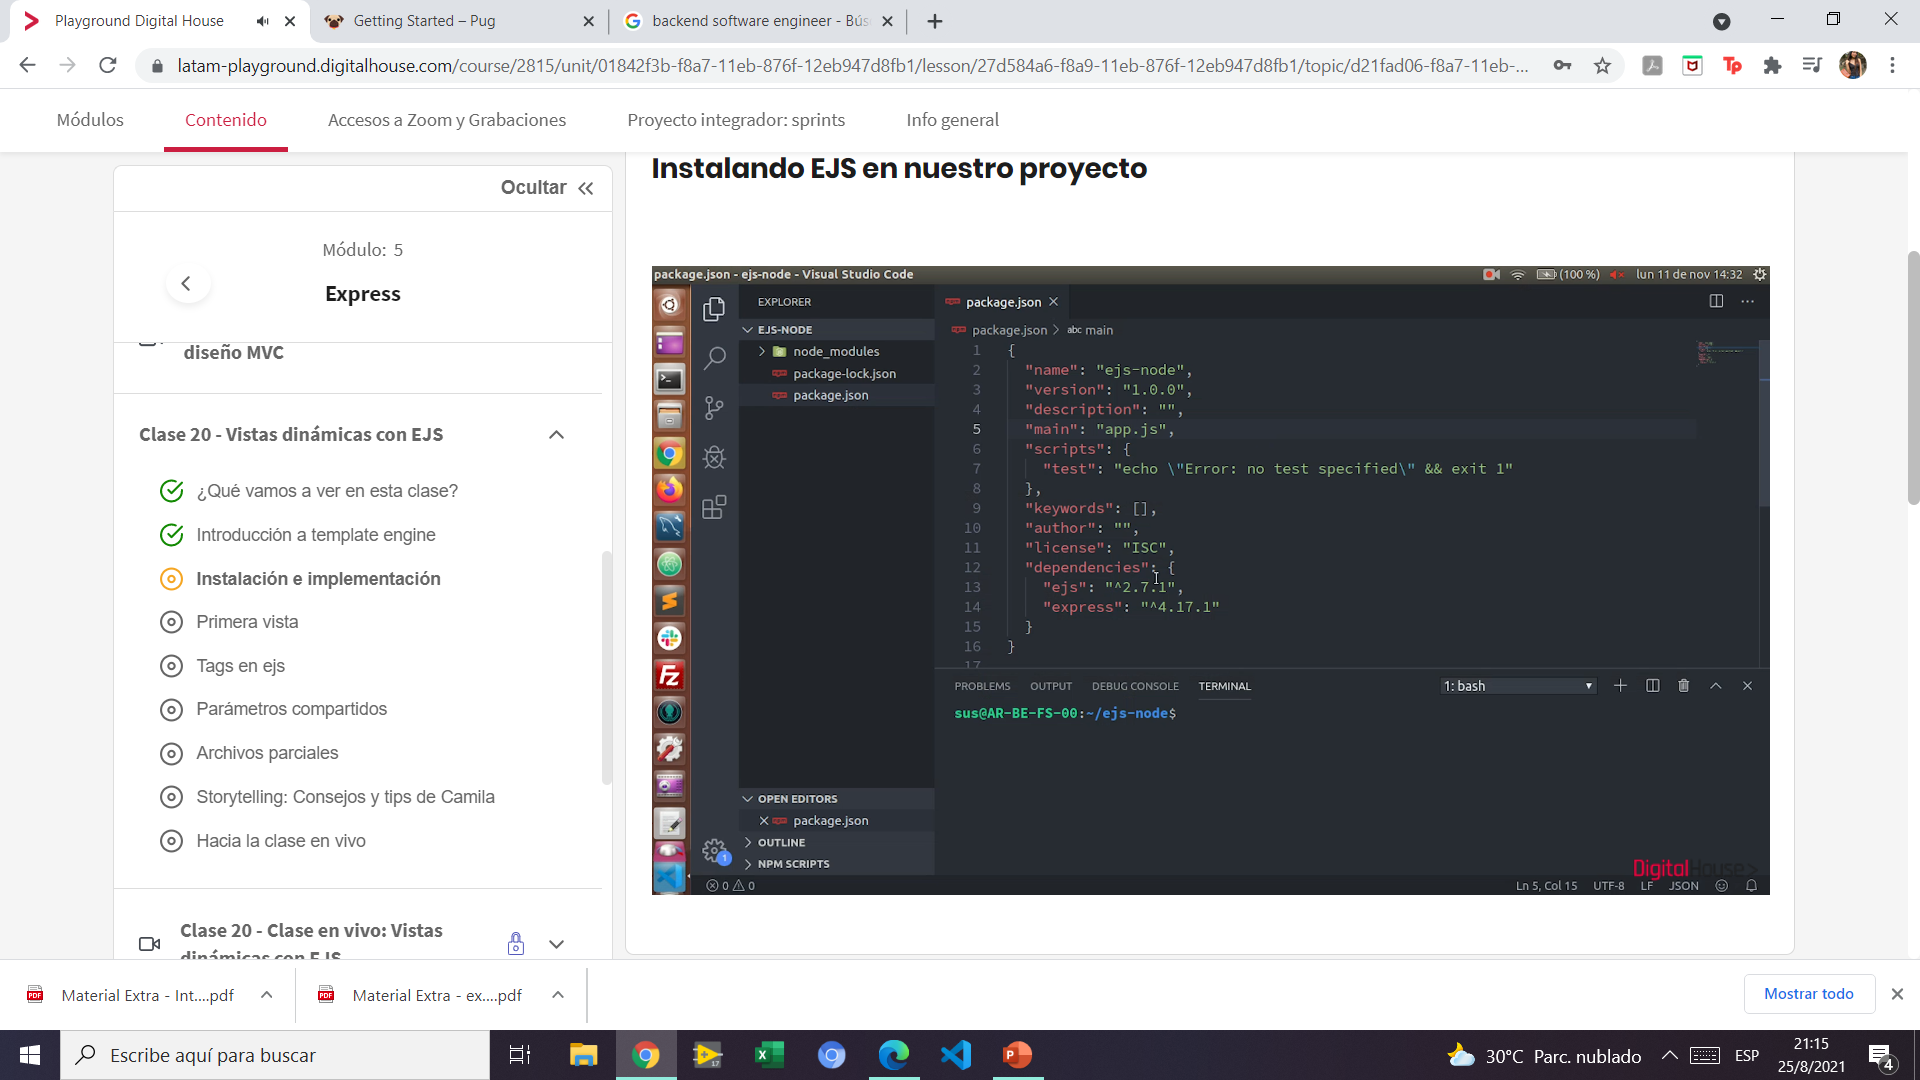 Playground Digital House
Getting Started – Pug
backend software engineer - Bús
latam-playground.digitalhouse.com/course/2815/unit/01842f3b-f8a7-11eb-876f-12eb947d8fb1/lesson/27d584a6-f8a9-11eb-876f-12eb947d8fb1/topic/d21fad06-f8a7-11eb-...
Módulos
Contenido
Accesos a Zoom y Grabaciones
Proyecto integrador: sprints
Info general
Ocultar
Módulo: 5
Express
diseño MVC
Clase 20 - Vistas dinámicas con EJS
¿Qué vamos a ver en esta clase?
Introducción a template engine
Instalación e implementación
Primera vista
Tags en ejs
Parámetros compartidos
Archivos parciales
Storytelling: Consejos y tips de Camila
Hacia la clase en vivo
Clase 20 - Clase en vivo: Vistas
dinámicas con EJS
Instalando EJS en nuestro proyecto
package.json - ejs-node - Visual Studio Code
(100 %)
lun 11 de nov 14:32
EXPLORER
EJS-NODE
node_modules
package-lock.json
package.json
OPEN EDITORS
package.json
OUTLINE
NPM SCRIPTS
package.json
package.json > abc main
1 {
2 "name": "ejs-node",
3 "version": "1.0.0",
4 "description": "",
5 "main": "app.js",
6 "scripts": {
7 "test": "echo \"Error: no test specified\" && exit 1"
8 },
9 "keywords": [],
10 "author": "",
11 "license": "ISC",
12 "dependencies": {
13 "ejs": "^2.7.1",
14 "express": "^4.17.1"
15 }
16 }
17
PROBLEMS
OUTPUT
DEBUG CONSOLE
TERMINAL
1: bash
sus@AR-BE-FS-00:~/ejs-node$
DigitalHouse>
0 0
Ln 5, Col 15
UTF-8
LF
JSON
1
Material Extra - Int....pdf
Material Extra - ex....pdf
Mostrar todo
Escribe aquí para buscar
30°C Parc. nublado
ESP
21:15
25/8/2021
4